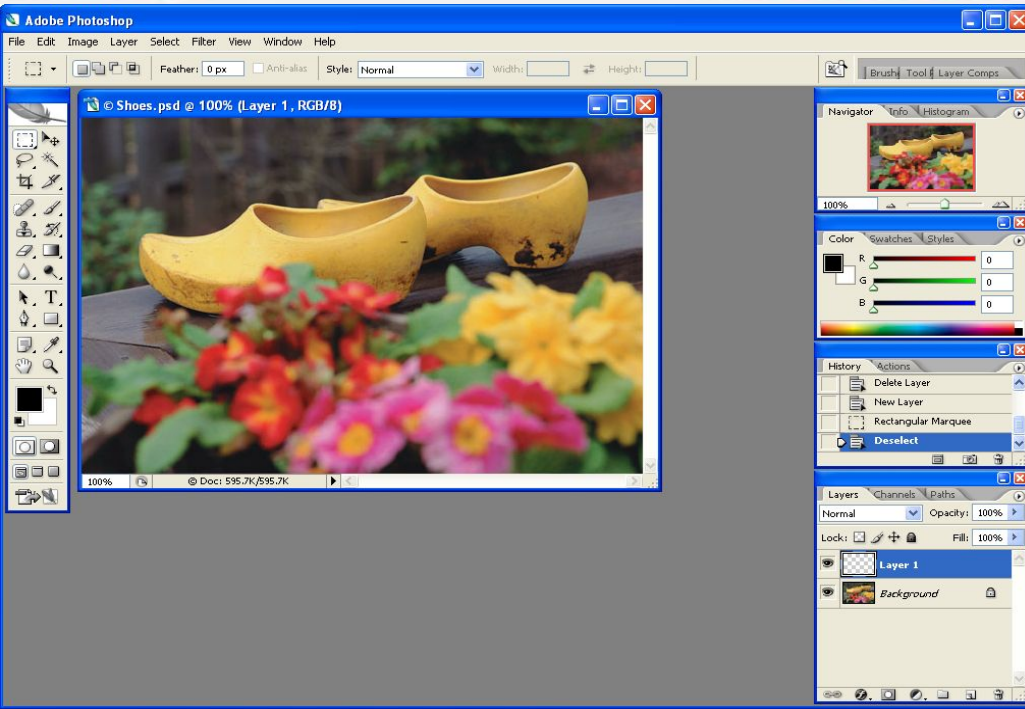 Adobe Photoshop
File Edit Image Layer Select Filter View Window Help
Feather: 0 px Anti-alias Style: Normal Width: Height:
Tool Layer Comps
© Shoes.psd @ 100% (Layer 1, RGB/8)
100% © Doc: 595.7K/595.7K
T
Navigator Info Histogram
100%
Color Swatches Styles
R 0
G 0
B 0
History Actions
Delete Layer
New Layer
Rectangular Marquee
Deselect
Layers Channels Paths
Normal Opacity: 100%
Lock: Fill: 100%
Layer 1
Background